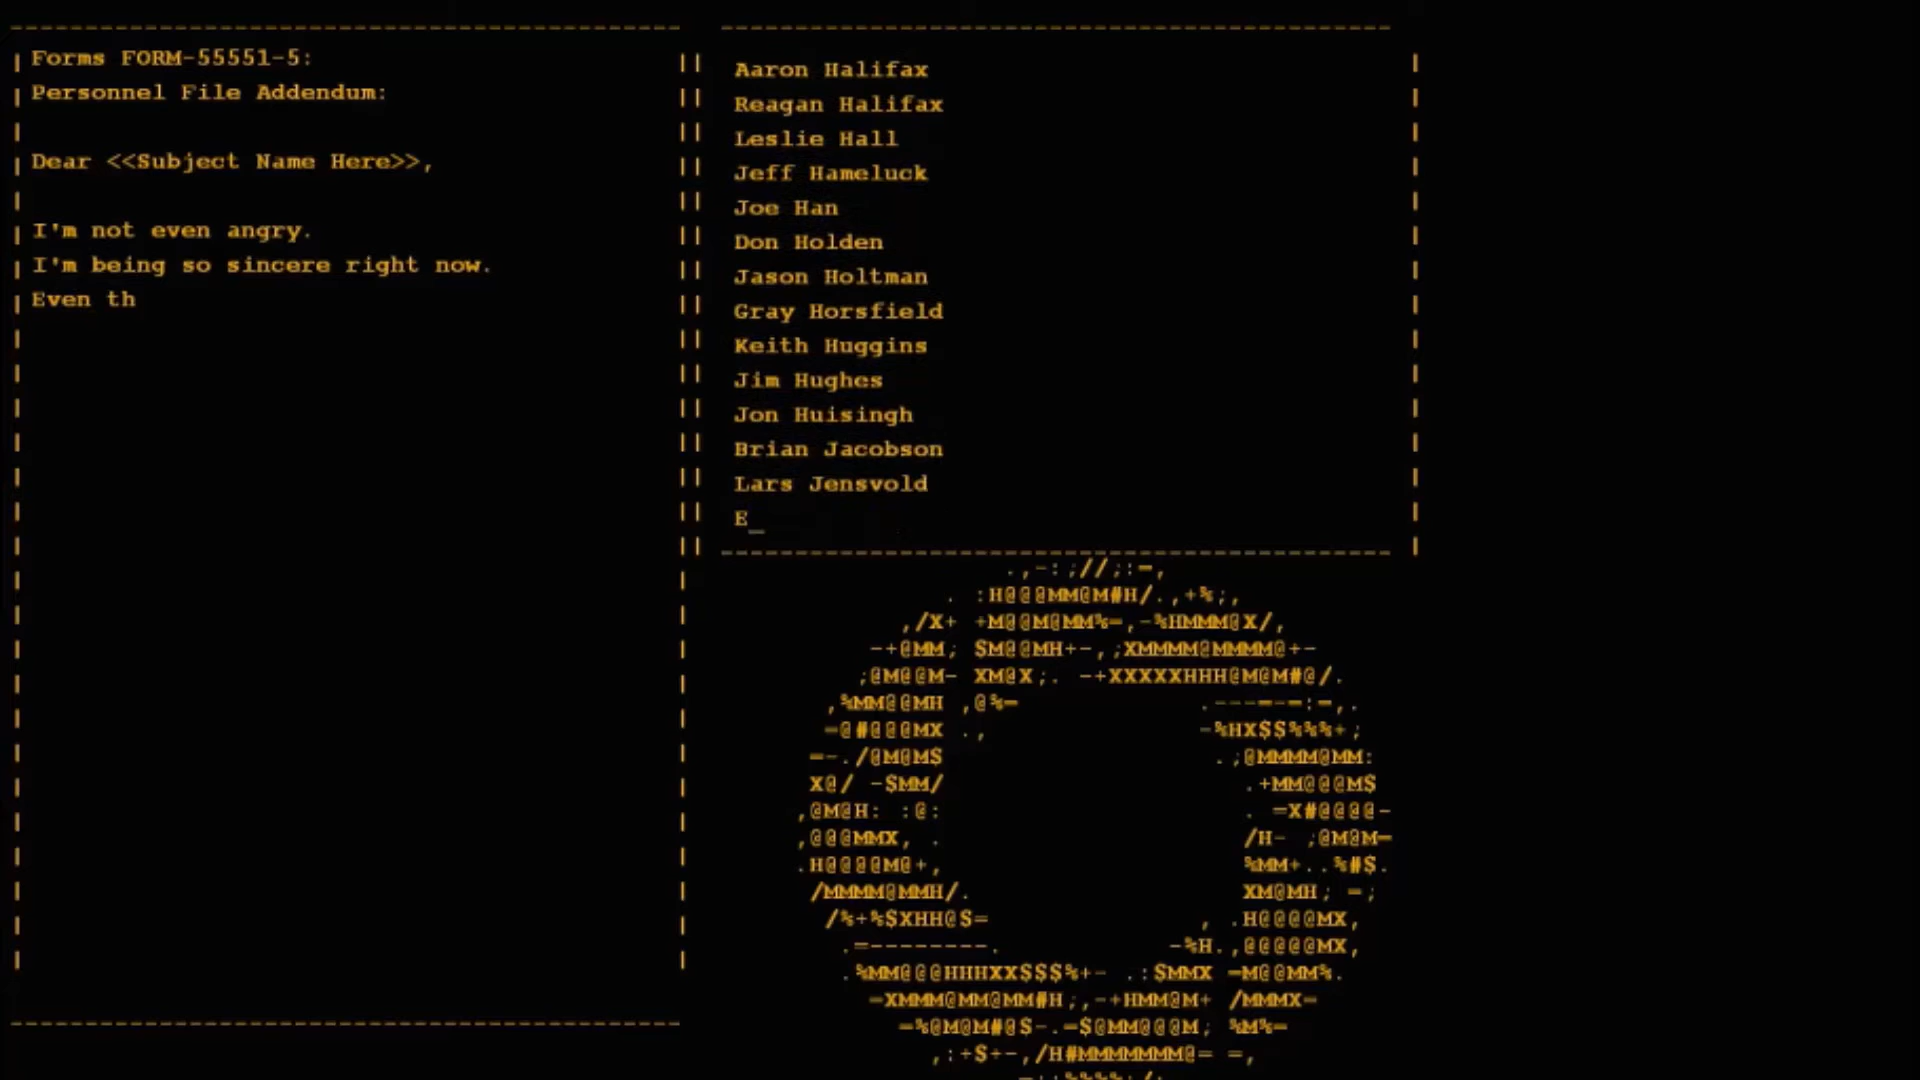 Forms FORM-55551-5:
Personnel File Addendum:
Dear <<Subject Name Here>>,
I'm not even angry.
I'm being so sincere right now.
Even th
Aaron Halifax
Reagan Halifax
Leslie Hall
Jeff Hameluck
Joe Han
Don Holden
Jason Holtman
Gray Horsfield
Keith Huggins
Jim Hughes
Jon Huisingh
Brian Jacobson
Lars Jensvold
E_